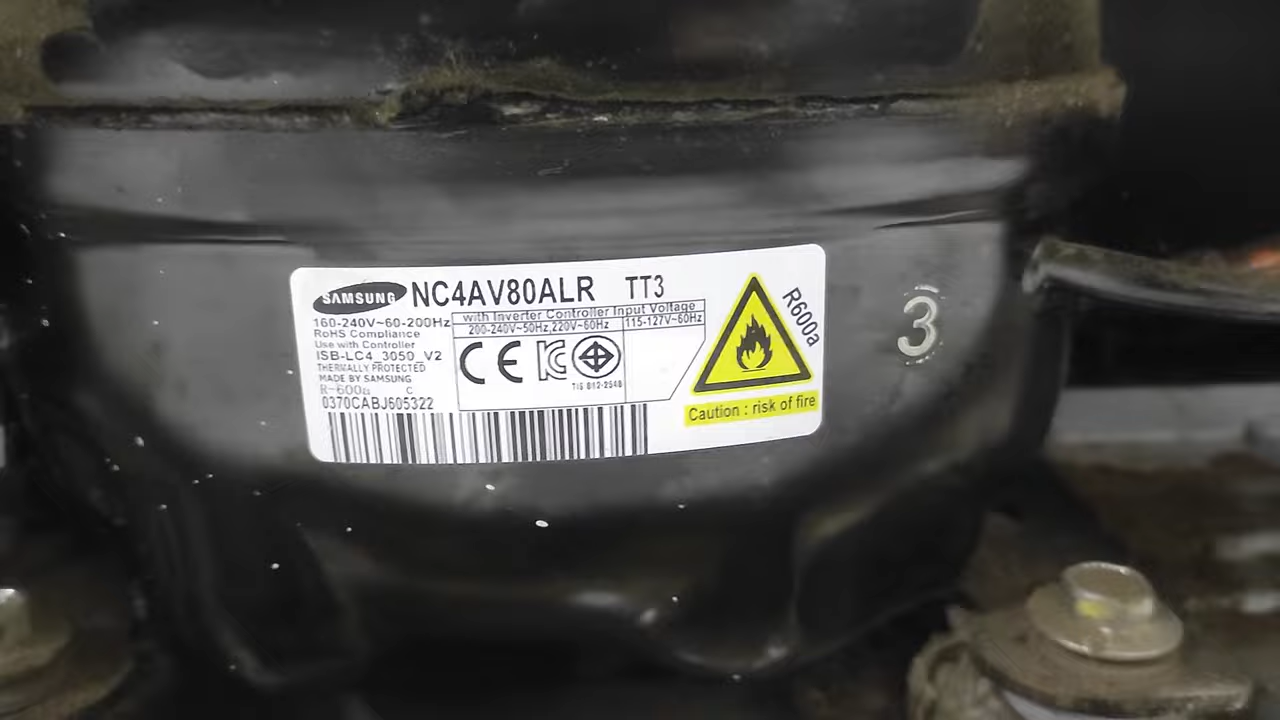 SAMSUNG NC4AV80ALR TT3
160-240V~60-200Hz
RoHS Compliance
Use with Controller
ISB-LC4_3050_V2
THERMALLY PROTECTED
MADE BY SAMSUNG
R-600a C
0370CABJ605322
with Inverter Controller Input Voltage
200-240V~50Hz,220V~60Hz 115-127V~60Hz
CE KC
TIS 812-2548
R600a
Caution : risk of fire
3